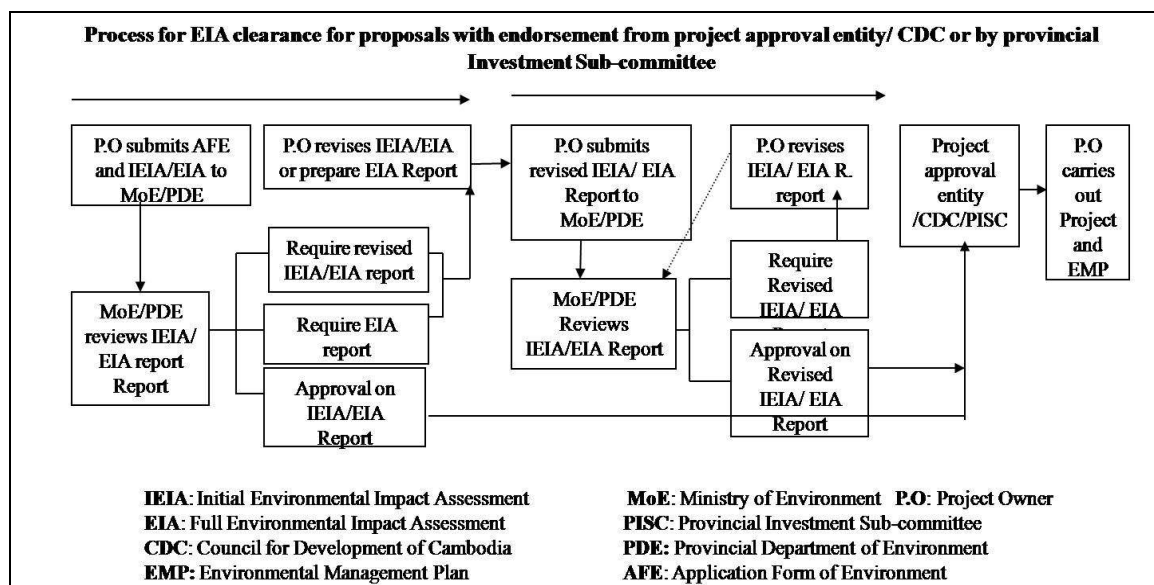 Process for EIA clearance for proposals with endorsement from project approval entity/ CDC or by provincial
Investment Sub-committee
P.O submits AFE
and IEIA/EIA to
MoE/PDE
P.O revises IEIA/EIA
or prepare EIA Report
P.O submits
revised IEIA/ EIA
Report to
MoE/PDE
P.O revises
IEIA/ EIA R.
report
Project
approval
entity
/CDC/PISC
P.O
carries
out
Project
and
EMP
Require revised
IEIA/EIA report
Require EIA
report
Approval on
IEIA/EIA
Report
MoE/PDE
reviews IEIA/
EIA report
Report
MoE/PDE
Reviews
IEIA/EIA Report
Require
Revised
IEIA/ EIA
Approval on
Revised
IEIA/ EIA
Report
IEIA: Initial Environmental Impact Assessment
EIA: Full Environmental Impact Assessment
CDC: Council for Development of Cambodia
EMP: Environmental Management Plan
MoE: Ministry of Environment P.O: Project Owner
PISC: Provincial Investment Sub-committee
PDE: Provincial Department of Environment
AFE: Application Form of Environment